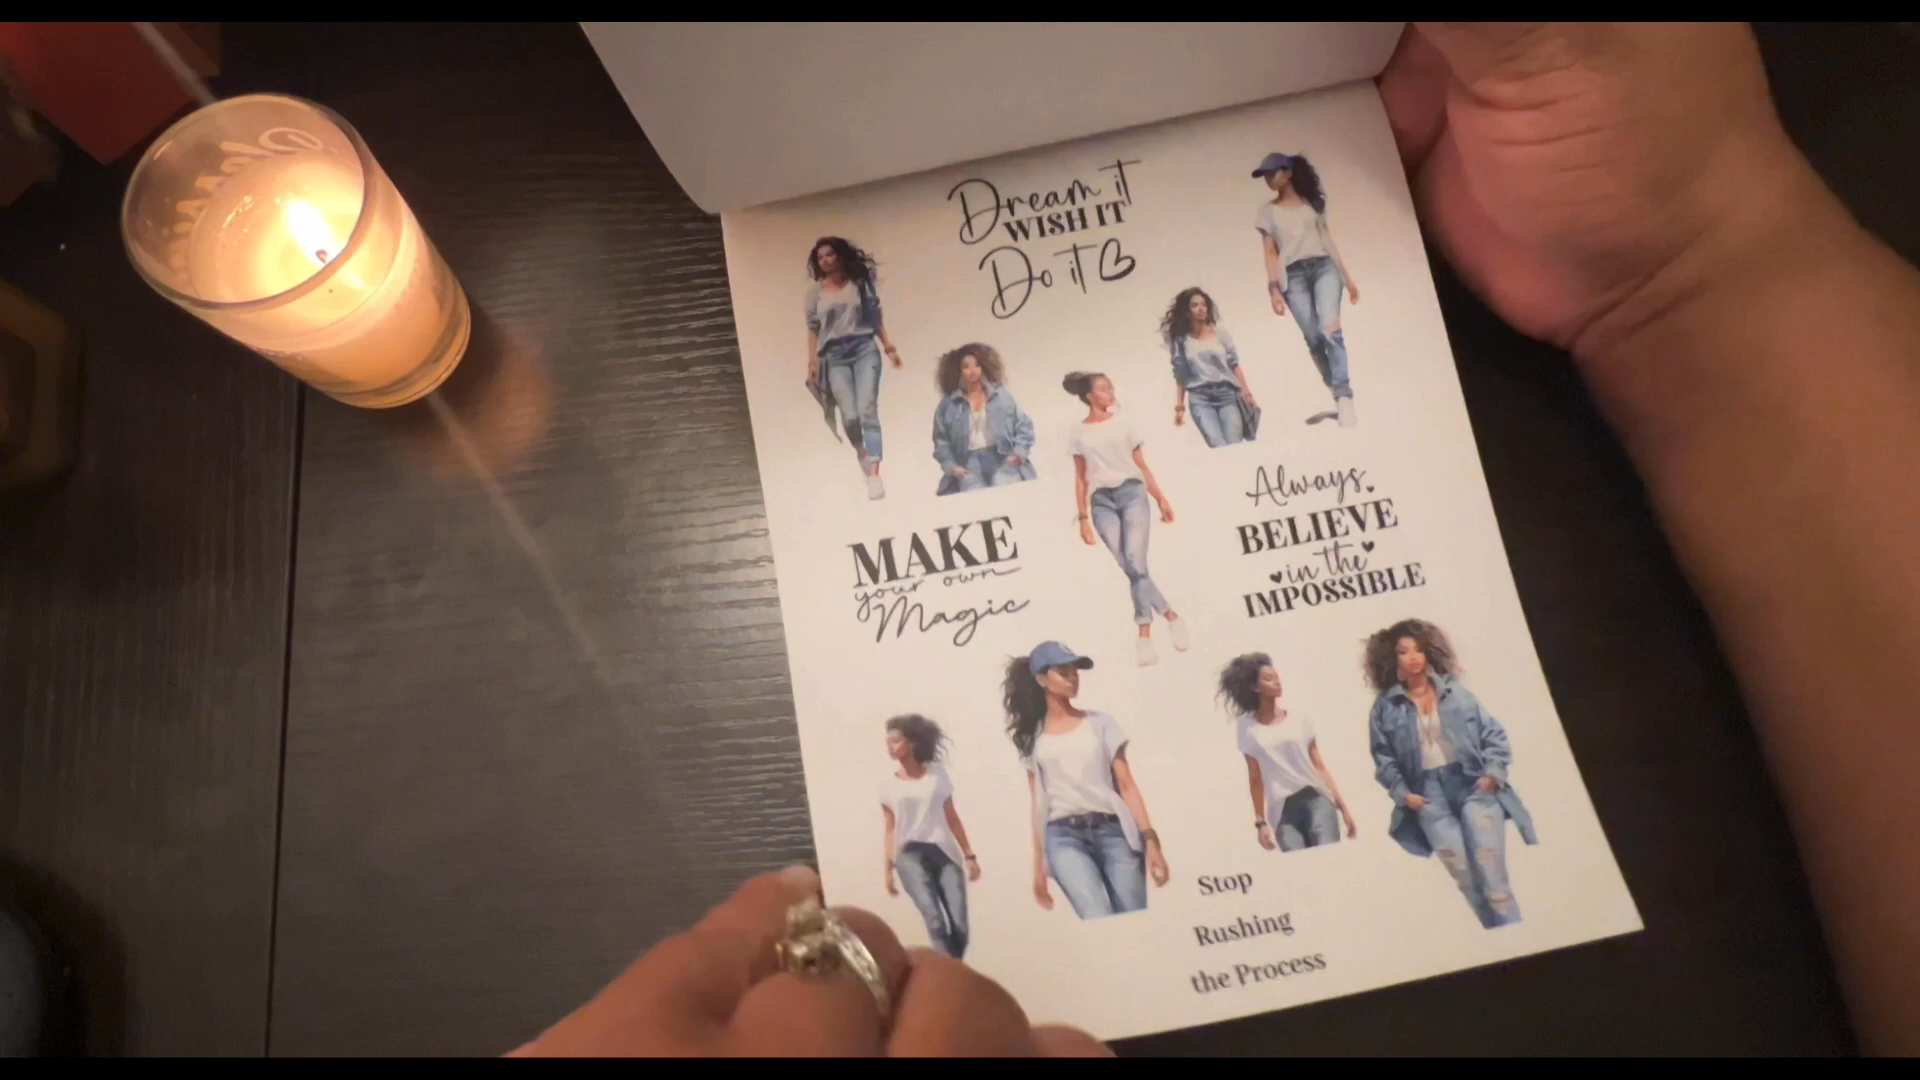 Dream it
WISH IT
Do it
MAKE
your own
Magic
Always
BELIEVE
in the
IMPOSSIBLE
Stop
Rushing
the Process